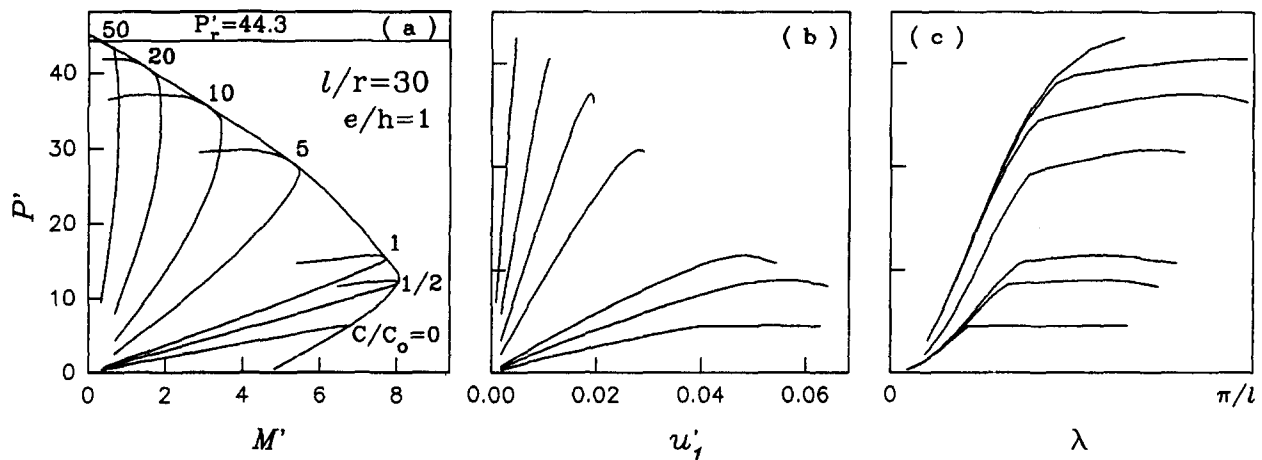 50
P'r=44.3
(a)
20
l/r=30
e/h=1
10
5
1
1/2
C/Co=0
P'
40
30
20
10
0
0 2 4 6 8
M'
(b)
0.00 0.02 0.04 0.06
u'1
(c)
0 π/l
λ